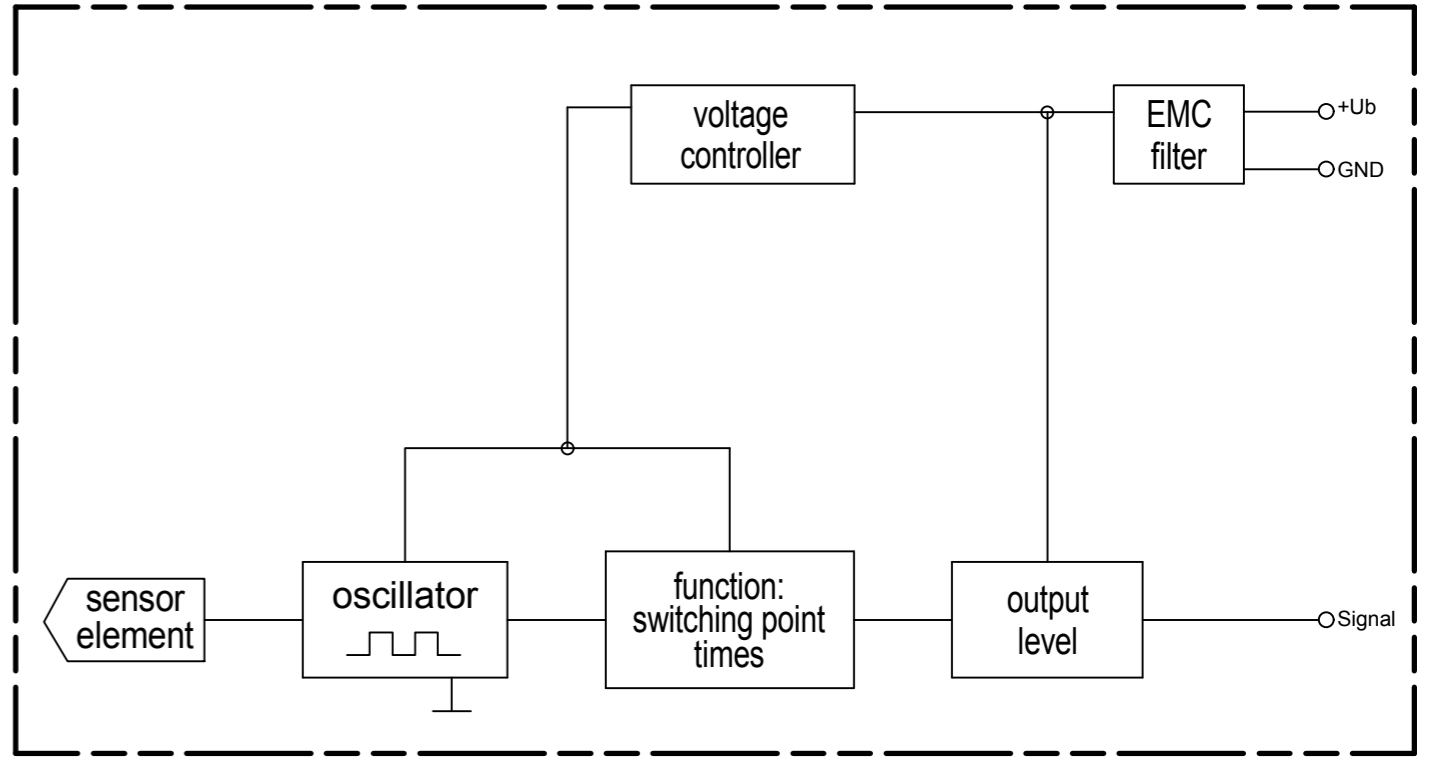 voltage
controller
EMC
filter
+Ub
GND
sensor
element
oscillator
function:
switching point
times
output
level
Signal